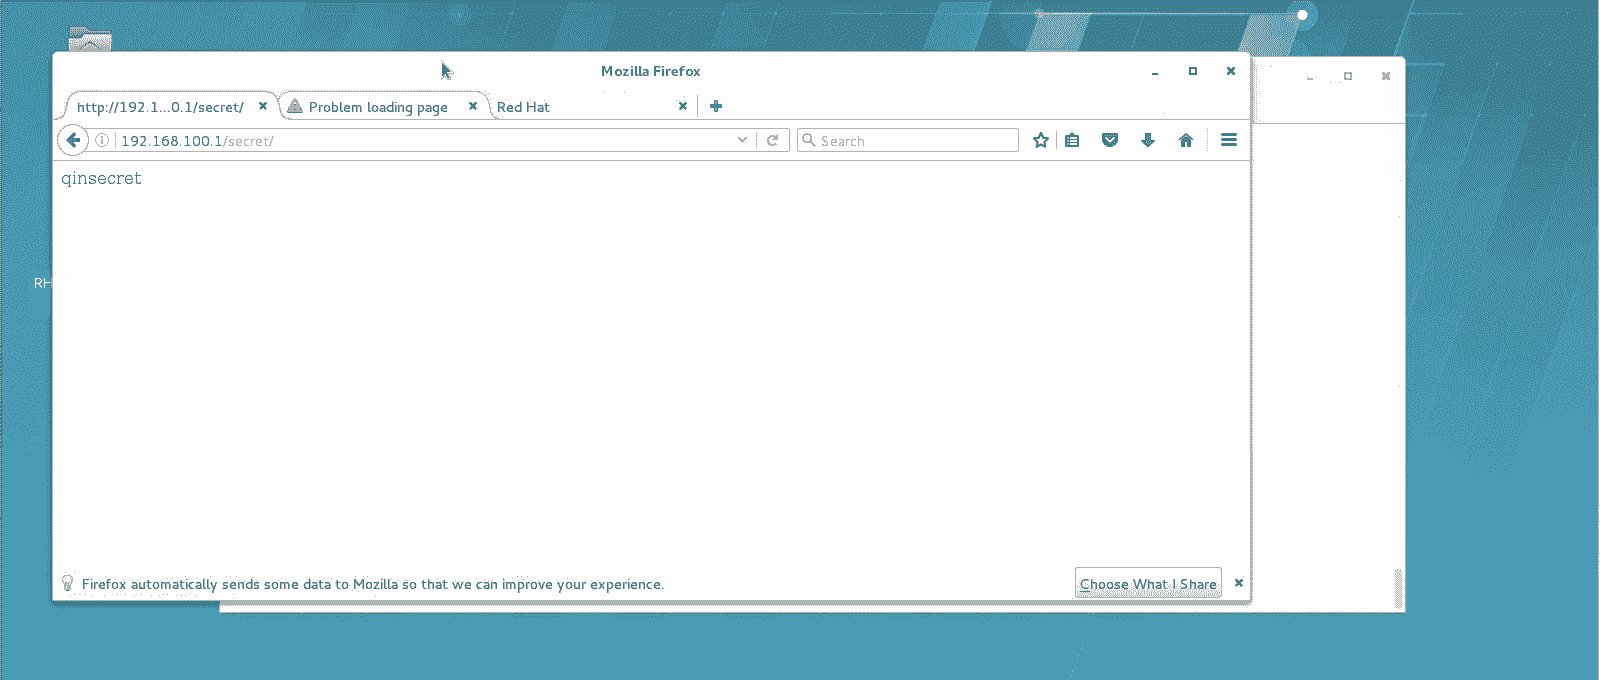 Mozilla Firefox
http://192.1...0.1/secret/
Problem loading page
Red Hat
192.168.100.1/secret/
Search
qinsecret
RH
Firefox automatically sends some data to Mozilla so that we can improve your experience.
Choose What I Share